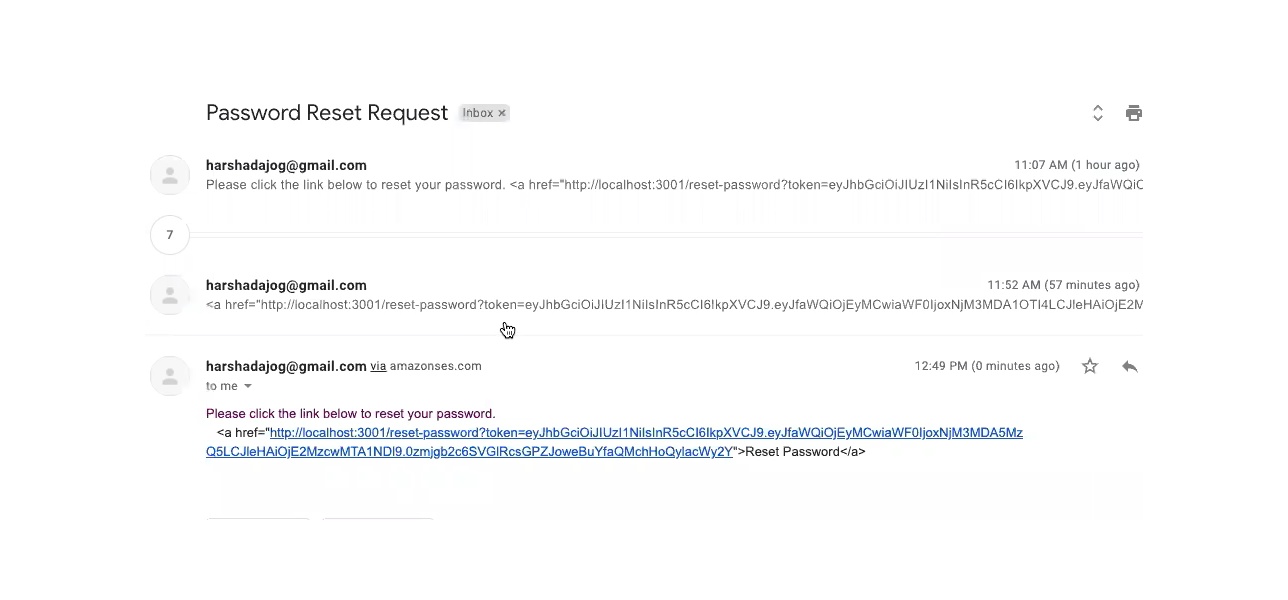 Password Reset Request Inbox ×
harshadajog@gmail.com 11:07 AM (1 hour ago)
Please click the link below to reset your password. <a href="http://localhost:3001/reset-password?token=eyJhbGciOiJIUzI1NiIsInR5cCI6IkpXVCJ9.eyJfaWQiC
7
harshadajog@gmail.com 11:52 AM (57 minutes ago)
<a href="http://localhost:3001/reset-password?token=eyJhbGciOiJIUzI1NiIsInR5cCI6IkpXVCJ9.eyJfaWQiOjEyMCwiaWF0IjoxNjM3MDA1OTI4LCJleHAiOjE2M
harshadajog@gmail.com via amazonses.com 12:49 PM (0 minutes ago)
to me
Please click the link below to reset your password.
<a href="http://localhost:3001/reset-password?token=eyJhbGciOiJIUzI1NiIsInR5cCI6IkpXVCJ9.eyJfaWQiOjEyMCwiaWF0IjoxNjM3MDA5Mz
Q5LCJleHAiOjE2MzcwMTA1NDl9.0zmjgb2c6SVGlRcsGPZJoweBuYfaQMchHoQylacWy2Y">Reset Password</a>